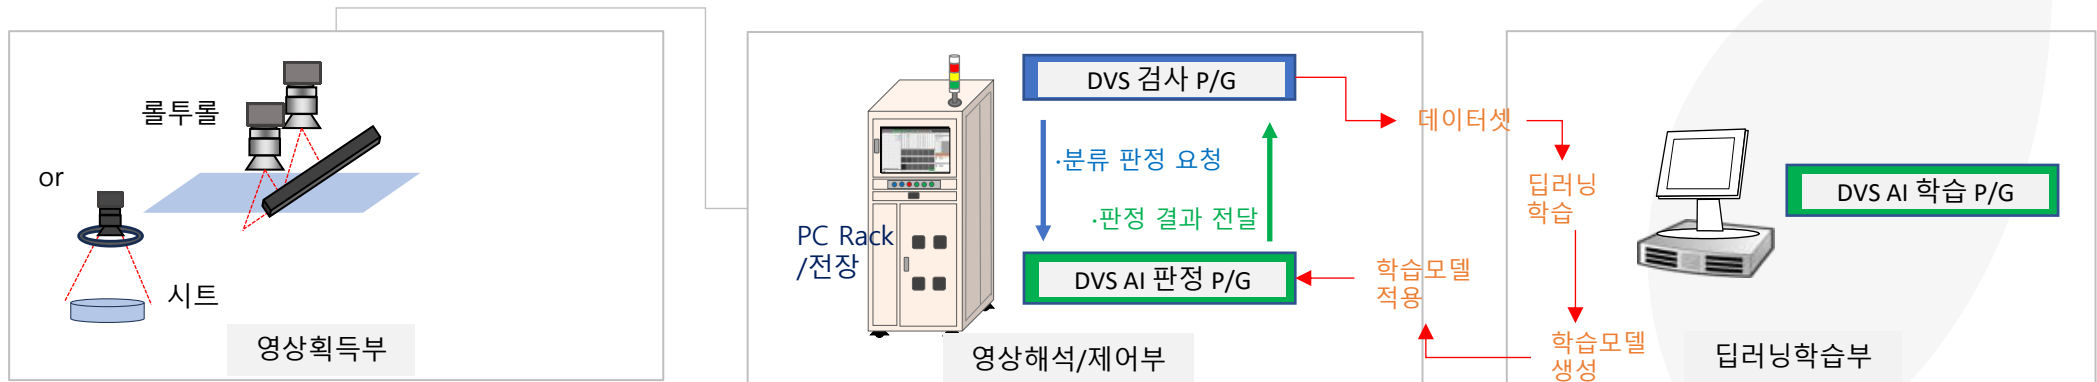 롤투롤
or
시트
영상획득부
PC Rack
/전장
DVS 검사 P/G
·분류 판정 요청
·판정 결과 전달
DVS AI 판정 P/G
영상해석/제어부
데이터셋
딥러닝
학습
학습모델
적용
학습모델
생성
DVS AI 학습 P/G
딥러닝학습부